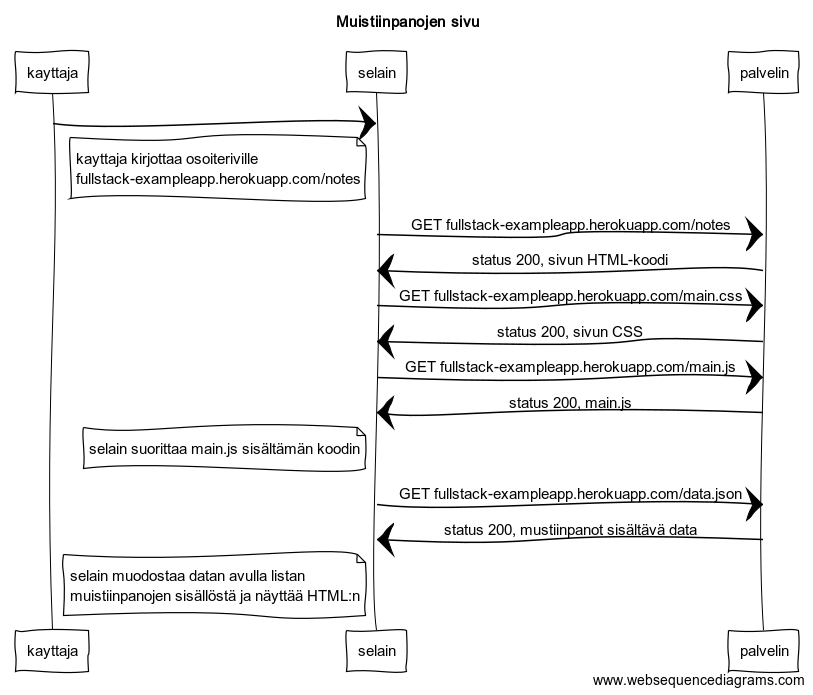 Muistiinpanojen sivu
kayttaja
selain
palvelin
kayttaja kirjottaa osoiteriville
fullstack-exampleapp.herokuapp.com/notes
GET fullstack-exampleapp.herokuapp.com/notes
status 200, sivun HTML-koodi
GET fullstack-exampleapp.herokuapp.com/main.css
status 200, sivun CSS
GET fullstack-exampleapp.herokuapp.com/main.js
status 200, main.js
selain suorittaa main.js sisältämän koodin
GET fullstack-exampleapp.herokuapp.com/data.json
status 200, mustiinpanot sisältävä data
selain muodostaa datan avulla listan
muistiinpanojen sisällöstä ja näyttää HTML:n
kayttaja
selain
palvelin
www.websequencediagrams.com